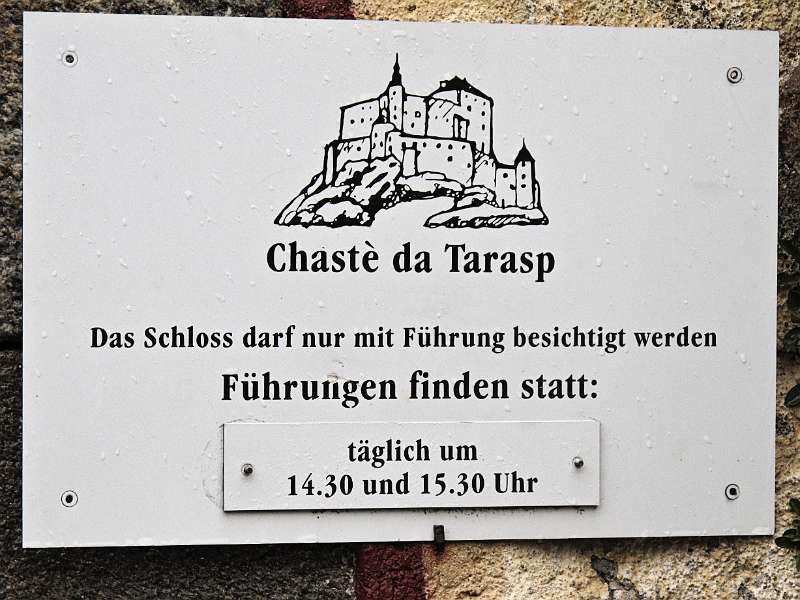 Chastè da Tarasp
Das Schloss darf nur mit Führung besichtigt werden
Führungen finden statt:
täglich um
14.30 und 15.30 Uhr